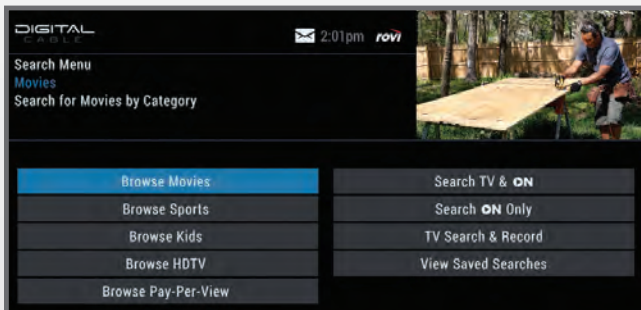 DIGITAL
CABLE
2:01pm rovi
Search Menu
Movies
Search for Movies by Category
Browse Movies
Browse Sports
Browse Kids
Browse HDTV
Browse Pay-Per-View
Search TV & ON
Search ON Only
TV Search & Record
View Saved Searches